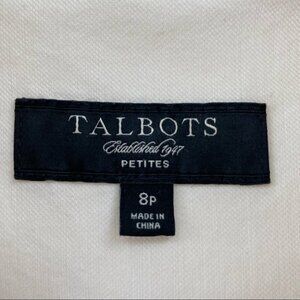 TALBOTS
Established 1947
PETITES
8P
MADE IN
CHINA